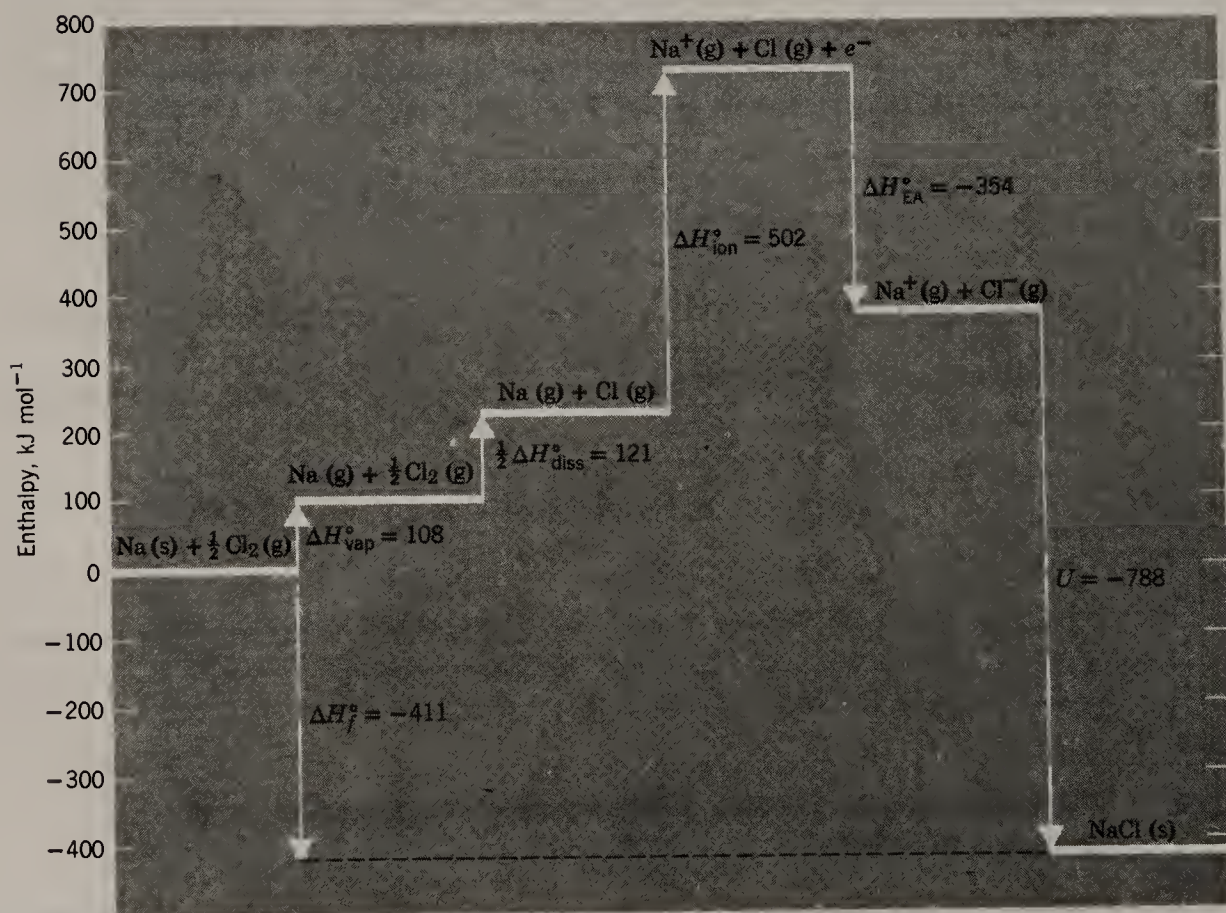 800
700
600
500
400
300
200
100
0
−100
−200
−300
−400
Enthalpy, kJ mol⁻¹
Na⁺(g) + Cl (g) + e⁻
ΔH°EA = −354
ΔH°ion = 502
Na⁺(g) + Cl⁻(g)
Na (g) + Cl (g)
½ ΔH°diss = 121
Na (g) + ½ Cl₂ (g)
ΔH°vap = 108
Na (s) + ½ Cl₂ (g)
U = −788
ΔH°f = −411
NaCl (s)